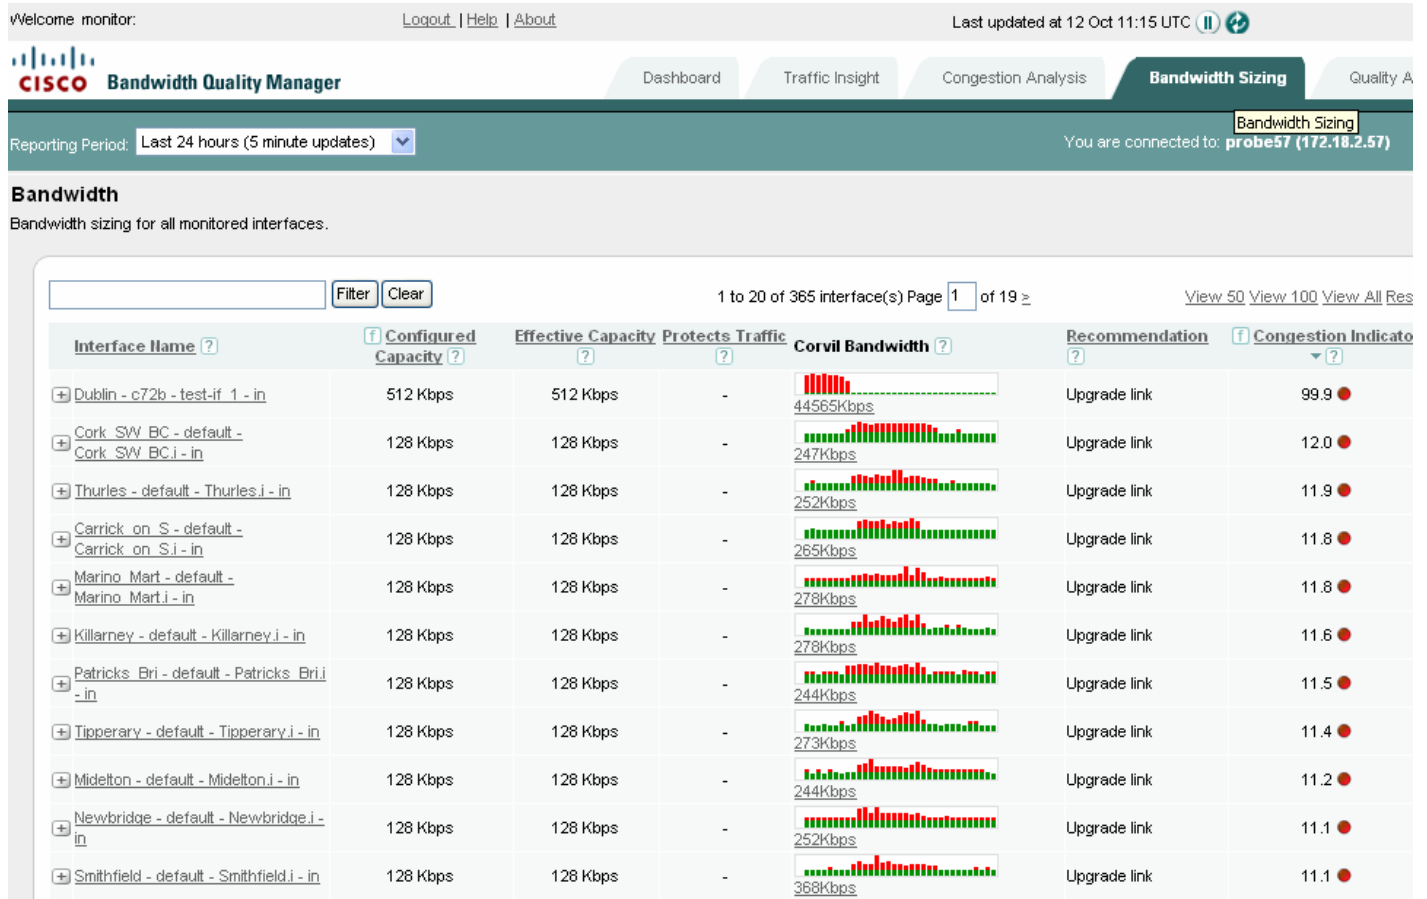 Welcome monitor: Logout | Help | About Last updated at 12 Oct 11:15 UTC
CISCO Bandwidth Quality Manager Dashboard Traffic Insight Congestion Analysis Bandwidth Sizing Quality A
Bandwidth Sizing
Reporting Period: Last 24 hours (5 minute updates) You are connected to: probe57 (172.18.2.57)
Bandwidth
Bandwidth sizing for all monitored interfaces.
Filter Clear 1 to 20 of 365 interface(s) Page 1 of 19 > View 50 View 100 View All Res
Interface Name ? f Configured Capacity ? Effective Capacity ? Protects Traffic ? Corvil Bandwidth ? Recommendation ? f Congestion Indicato ?
Dublin - c72b - test-if_1 - in 512 Kbps 512 Kbps - 44565Kbps Upgrade link 99.9
Cork_SW_BC - default - Cork_SW_BC.i - in 128 Kbps 128 Kbps - 247Kbps Upgrade link 12.0
Thurles - default - Thurles.i - in 128 Kbps 128 Kbps - 252Kbps Upgrade link 11.9
Carrick_on_S - default - Carrick_on_S.i - in 128 Kbps 128 Kbps - 265Kbps Upgrade link 11.8
Marino_Mart - default - Marino_Mart.i - in 128 Kbps 128 Kbps - 278Kbps Upgrade link 11.8
Killarney - default - Killarney.i - in 128 Kbps 128 Kbps - 278Kbps Upgrade link 11.6
Patricks_Bri - default - Patricks_Bri.i - in 128 Kbps 128 Kbps - 244Kbps Upgrade link 11.5
Tipperary - default - Tipperary.i - in 128 Kbps 128 Kbps - 273Kbps Upgrade link 11.4
Midelton - default - Midelton.i - in 128 Kbps 128 Kbps - 244Kbps Upgrade link 11.2
Newbridge - default - Newbridge.i - in 128 Kbps 128 Kbps - 252Kbps Upgrade link 11.1
Smithfield - default - Smithfield.i - in 128 Kbps 128 Kbps - 368Kbps Upgrade link 11.1